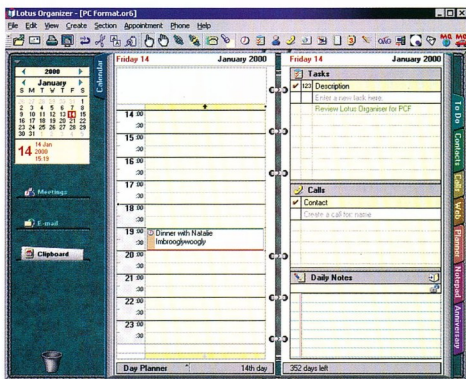 Lotus Organizer - [PC Format.or6]
File Edit View Create Section Appointment Phone Help
Calendar
2000
January
S M T W T F S
1
2 3 4 5 6 7 8
9 10 11 12 13 14 15
16 17 18 19 20 21 22
23 24 25 26 27 28 29
30 31
14
14 Jan
2000
15:19
Meetings
E-mail
Clipboard
Friday 14 January 2000
14 :00
:30
15 :00
:30
16 :00
:30
17 :00
:30
18 :00
:30
19 :00 Dinner with Natalie
:30 Imbrooglywoogly
20 :00
:30
21 :00
:30
22 :00
:30
23 :00
:30
Day Planner 14th day
Friday 14 January 2000
Tasks
123 Description
Enter a new task here
Review Lotus Organiser for PCF
Calls
Contact
Create a call for: name
Daily Notes
352 days left
To Do
Contacts
Calls
Web
Planner
Notepad
Anniversary